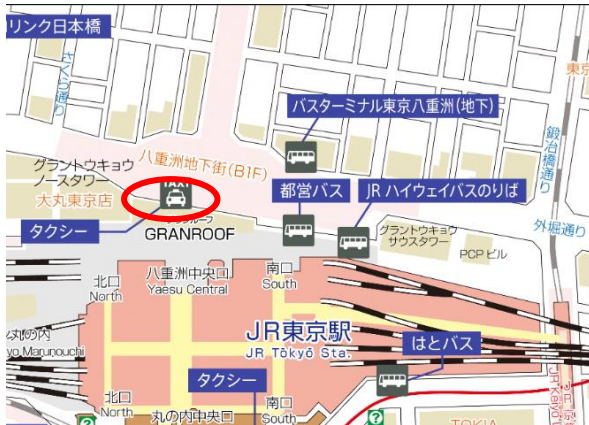 リンク日本橋
さくら通り
東京
バスターミナル東京八重洲(地下)
鍛冶橋通り
グラントウキョウ
ノースタワー
八重洲地下街(B1F)
大丸東京店
TAXI
都営バス
JRハイウェイバスのりば
外堀通り
タクシー
GRANROOF
グラントウキョウ
サウスタワー
PCPビル
北口
North
八重洲中央口
Yaesu Central
南口
South
丸の内
yo Marunouchi
JR東京駅
JR Tōkyō Sta.
はとバス
タクシー
北口
North
丸の内中央口
南口
South
TOKIA
JR京
JR Keiyo